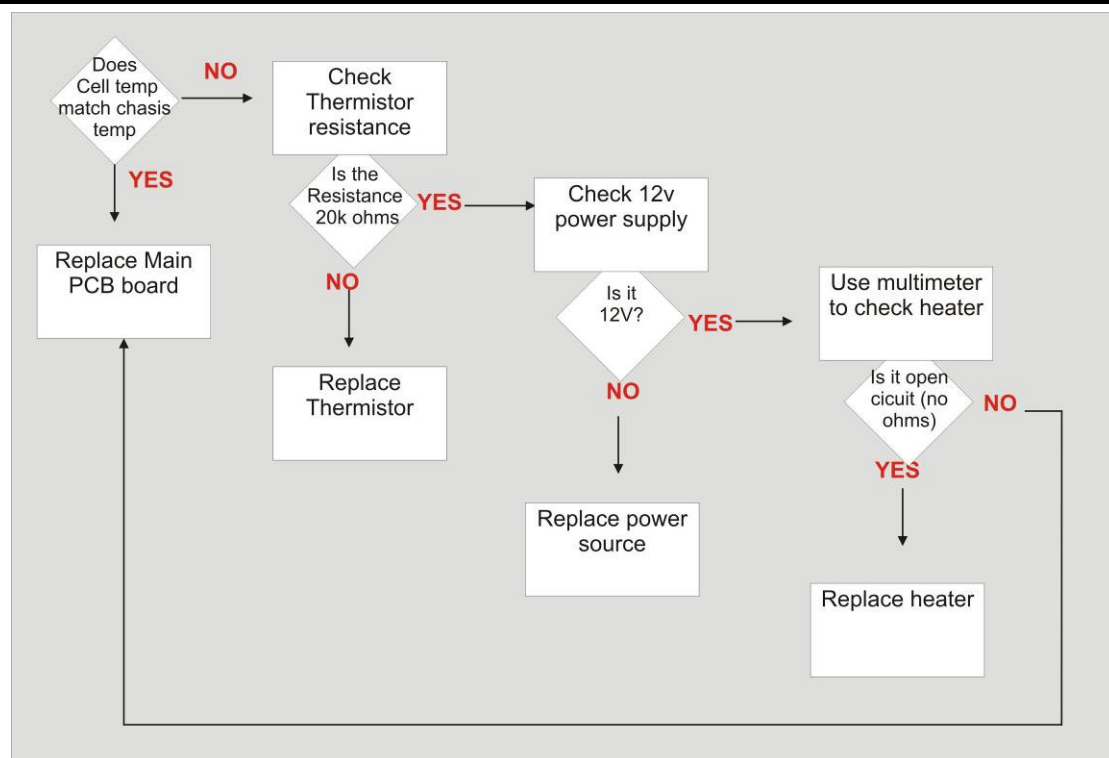 Does
Cell temp
match chasis
temp
NO
YES
Replace Main
PCB board
Check
Thermistor
resistance
Is the
Resistance
20k ohms
YES
NO
Replace
Thermistor
Check 12v
power supply
Is it
12V?
YES
NO
Replace power
source
Use multimeter
to check heater
Is it open
cicuit (no
ohms)
NO
YES
Replace heater